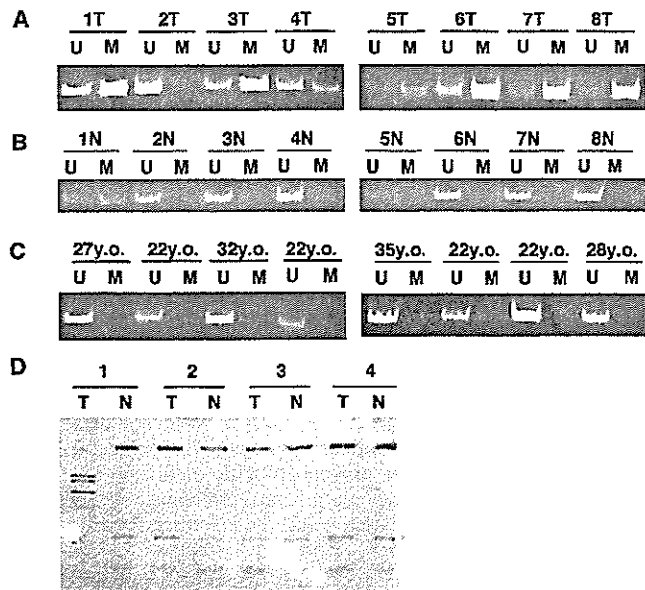 A
1T 2T 3T 4T 5T 6T 7T 8T
U M U M U M U M U M U M U M U M
B
1N 2N 3N 4N 5N 6N 7N 8N
U M U M U M U M U M U M U M U M
C
27y.o. 22y.o. 32y.o. 22y.o. 35y.o. 22y.o. 22y.o. 28y.o.
U M U M U M U M U M U M U M U M
D
1 2 3 4
T N T N T N T N